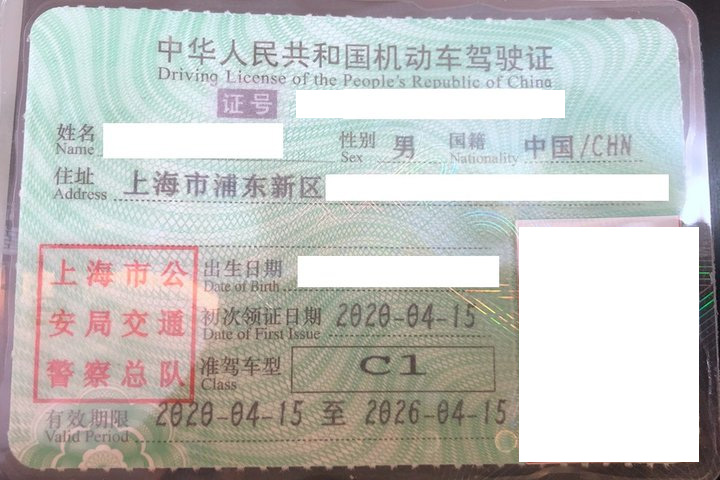 中华人民共和国机动车驾驶证
Driving License of the People's Republic of China
证号
姓名 性别 男 国籍 中国/CHN
Name Sex Nationality
住址 上海市浦东新区
Address
上海市公
安局交通
警察总队
出生日期
Date of Birth
初次领证日期 2020-04-15
Date of First Issue
准驾车型 C1
Class
有效期限 2020-04-15 至 2026-04-15
Valid Period